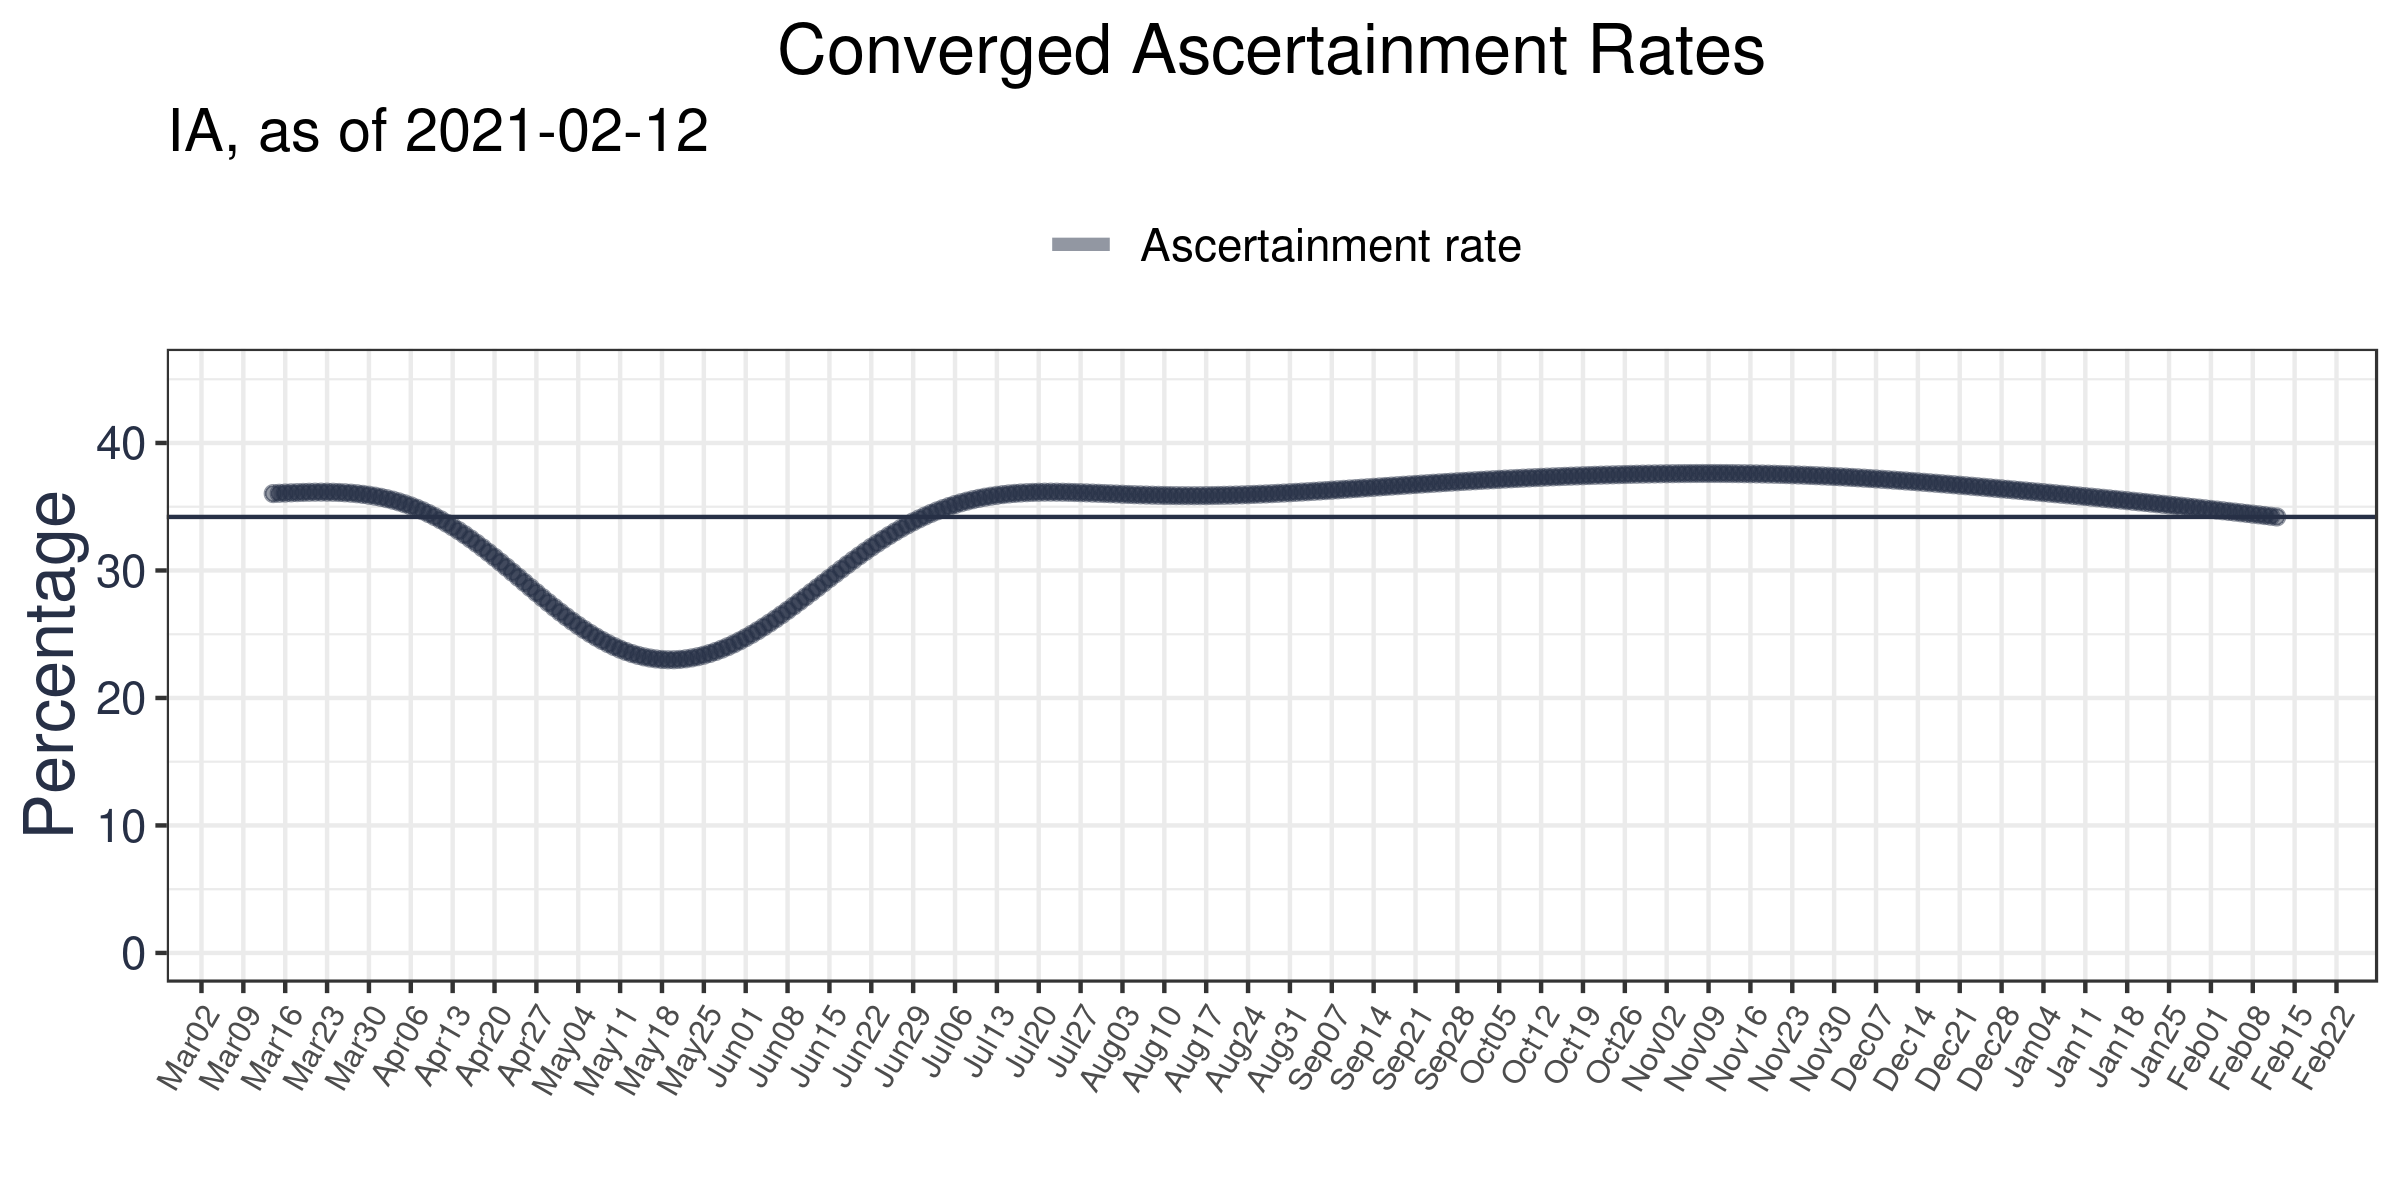 Converged Ascertainment Rates
IA, as of 2021-02-12
Ascertainment rate
Percentage
40
30
20
10
0
Mar02
Mar09
Mar16
Mar23
Mar30
Apr06
Apr13
Apr20
Apr27
May04
May11
May18
May25
Jun01
Jun08
Jun15
Jun22
Jun29
Jul06
Jul13
Jul20
Jul27
Aug03
Aug10
Aug17
Aug24
Aug31
Sep07
Sep14
Sep21
Sep28
Oct05
Oct12
Oct19
Oct26
Nov02
Nov09
Nov16
Nov23
Nov30
Dec07
Dec14
Dec21
Dec28
Jan04
Jan11
Jan18
Jan25
Feb01
Feb08
Feb15
Feb22